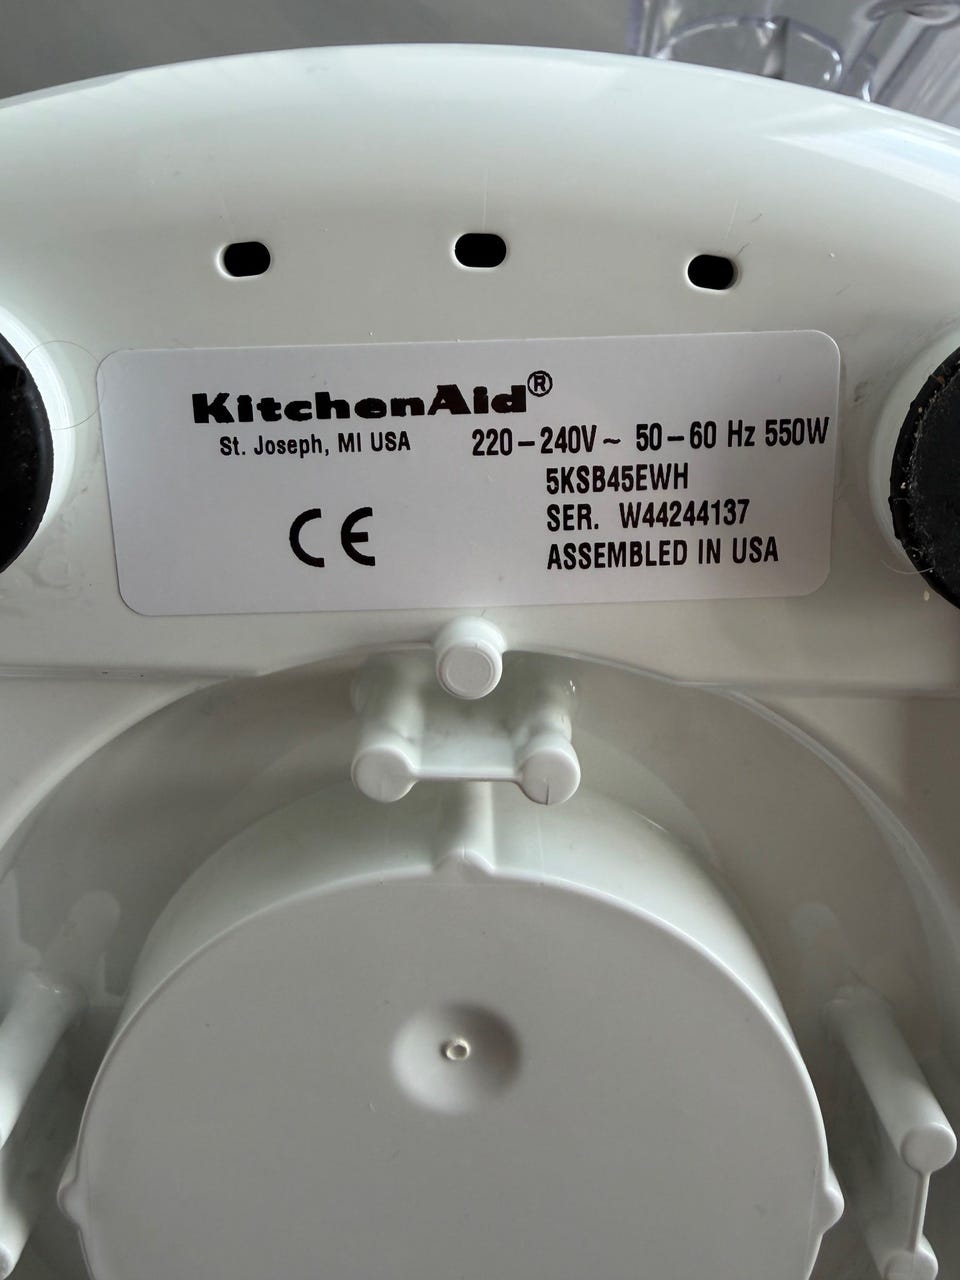 KitchenAid®
St. Joseph, MI USA
220-240V~ 50-60 Hz 550W
5KSB45EWH
SER. W44244137
ASSEMBLED IN USA
CE